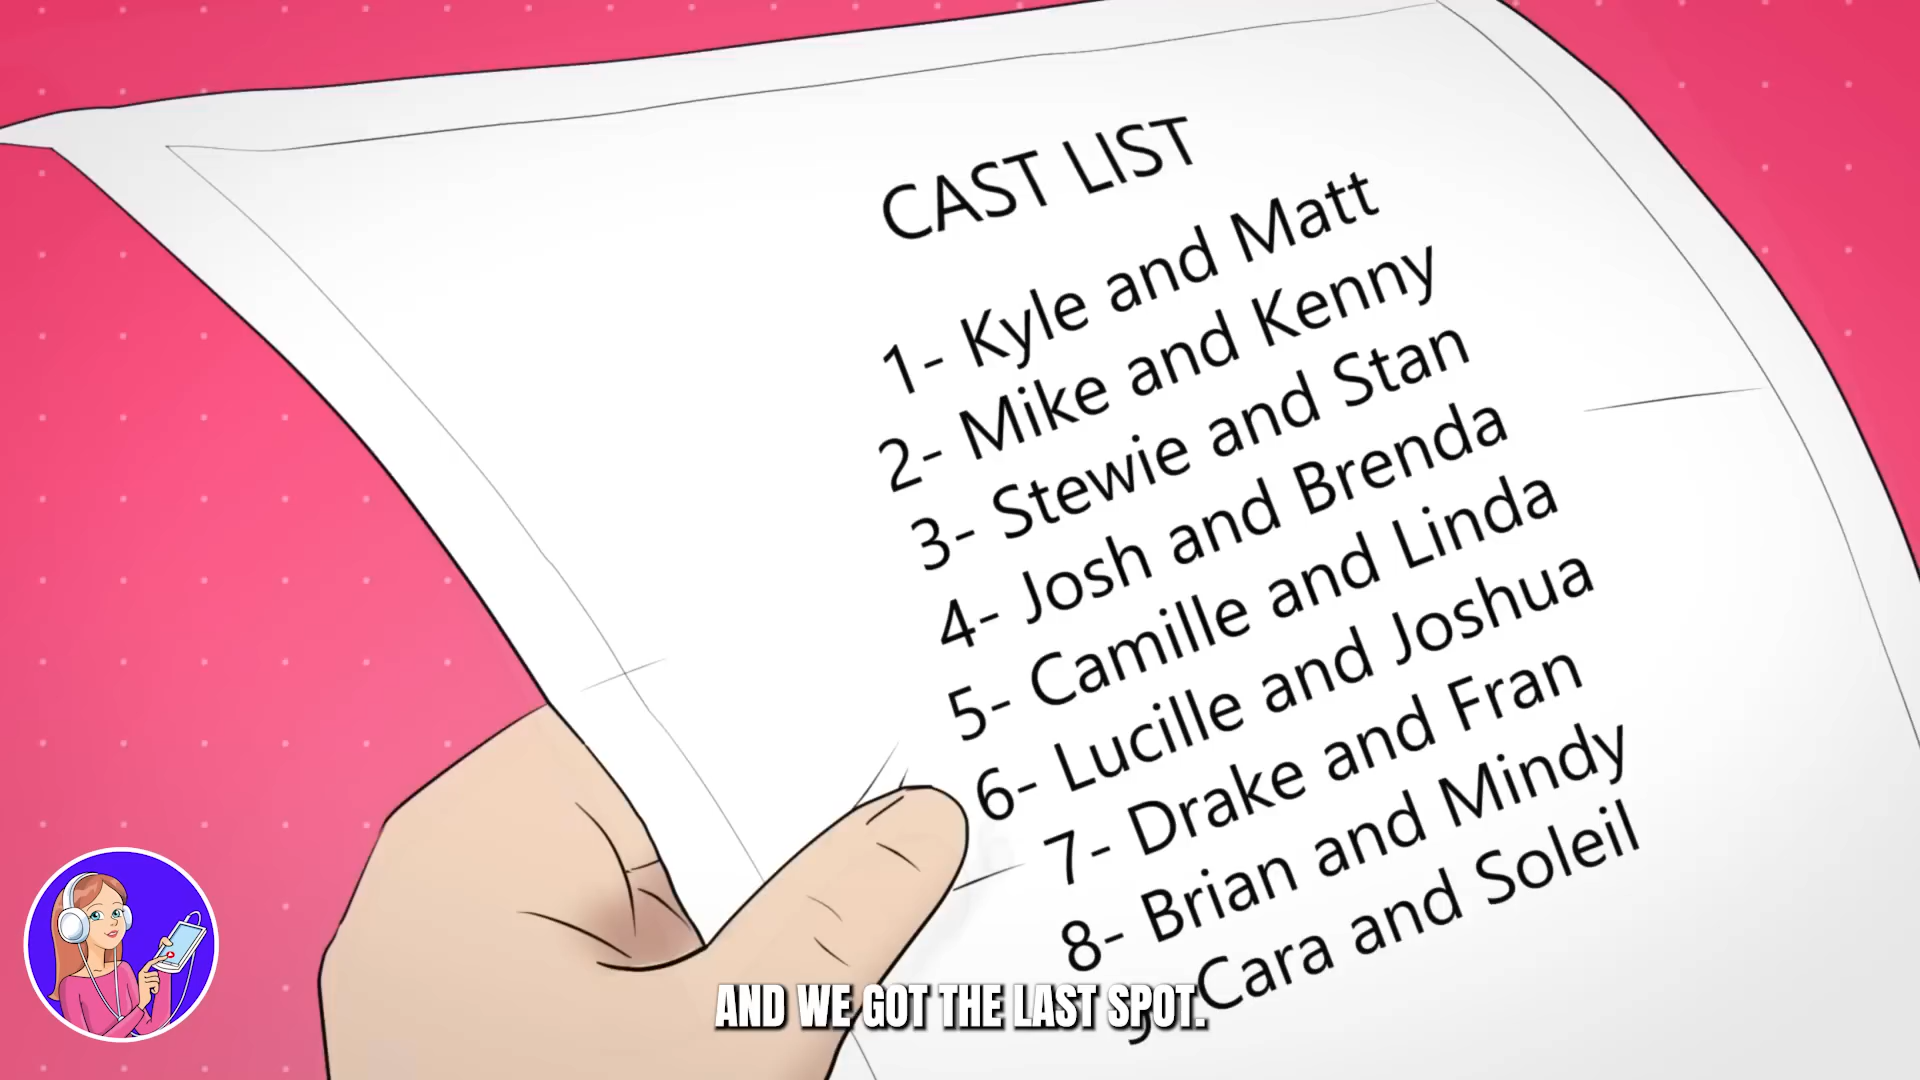 CAST LIST
1- Kyle and Matt
2- Mike and Kenny
3- Stewie and Stan
4- Josh and Brenda
5- Camille and Linda
6- Lucille and Joshua
7- Drake and Fran
8- Brian and Mindy
Cara and Soleil
AND WE GOT THE LAST SPOT.